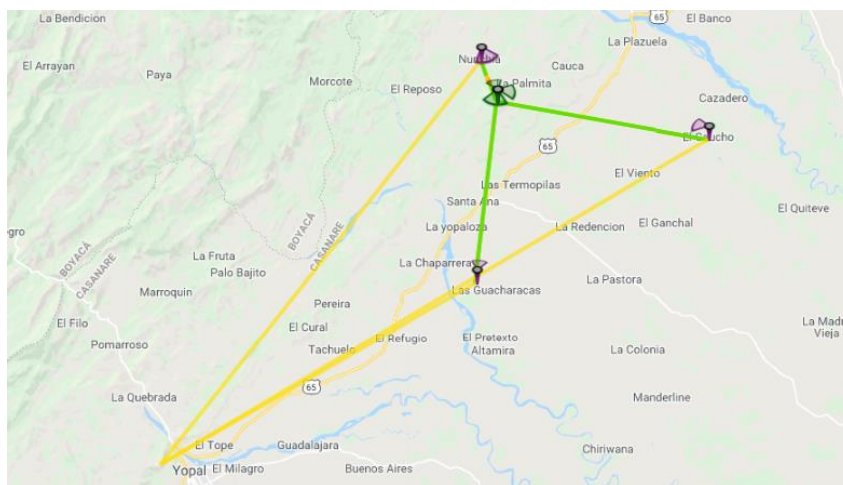 La Bendicion
65
El Banco
La Plazuela
El Arrayan
Paya
Morcote
El Reposo
La Palmita
Cauca
Cazadero
65
El Viento
Las Termopilas
Santa Ana
El Quiteve
BOYACÁ
CASANARE
La yopaloza
La Redencion
El Ganchal
La Fruta
BOYACÁ
CASANARE
Palo Bajito
La Chaparrera
La Pastora
Marroquin
Las Guacharacas
Pereira
El Filo
El Cural
Pomarroso
Tachuelo
El Refugio
El Pretexto
Altamira
La Colonia
La Mad
Vieja
65
La Quebrada
Manderline
El Tope
Guadalajara
Chiriwana
Yopal
El Milagro
Buenos Aires